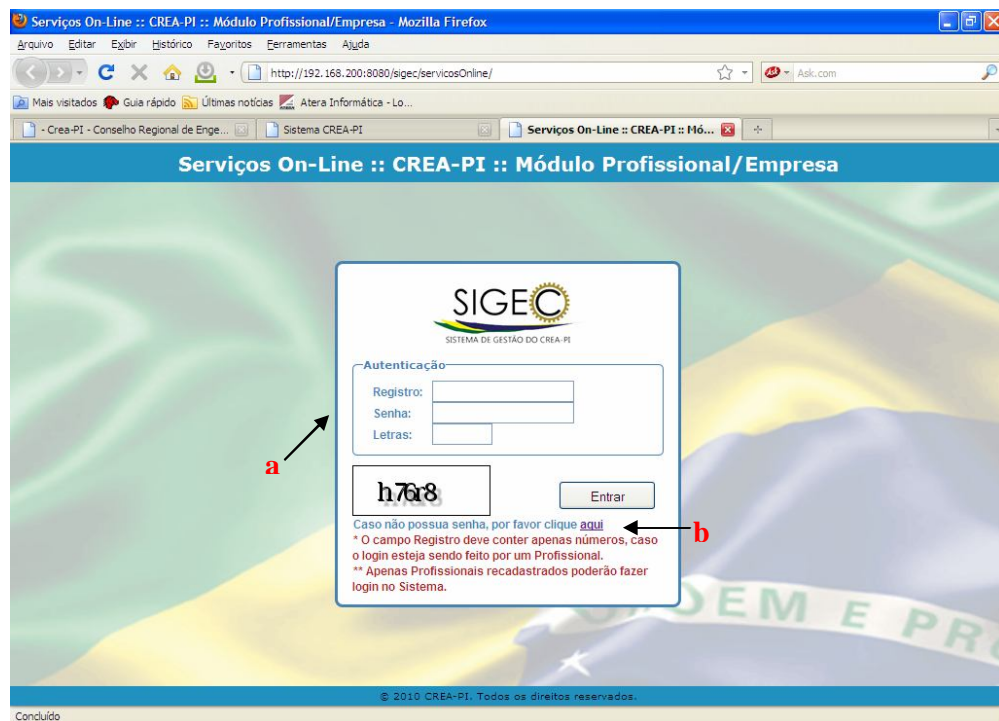 Serviços On-Line :: CREA-PI :: Módulo Profissional/Empresa - Mozilla Firefox
Arquivo Editar Exibir Histórico Favoritos Ferramentas Ajuda
http://192.168.200:8080/sigec/servicosOnline/ Ask.com
Mais visitados Guia rápido Últimas notícias Atera Informática - Lo...
- Crea-PI - Conselho Regional de Enge... Sistema CREA-PI Serviços On-Line :: CREA-PI :: Mó...
Serviços On-Line :: CREA-PI :: Módulo Profissional/Empresa
SIGEC
SISTEMA DE GESTÃO DO CREA-PI
Autenticação
Registro:
Senha:
Letras:
a
h76r8
Entrar
Caso não possua senha, por favor clique aqui
b
* O campo Registro deve conter apenas números, caso
o login esteja sendo feito por um Profissional.
** Apenas Profissionais recadastrados poderão fazer
login no Sistema.
DEM E PR
© 2010 CREA-PI. Todos os direitos reservados.
Concluído